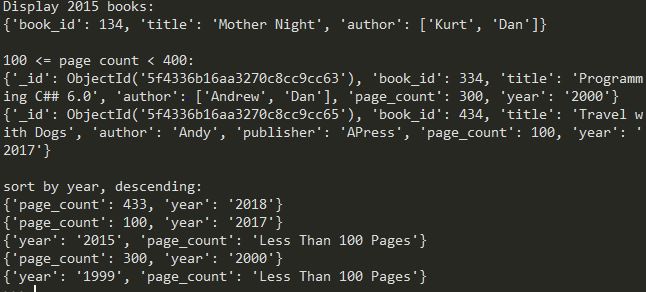 Display 2015 books:
{'book_id': 134, 'title': 'Mother Night', 'author': ['Kurt', 'Dan']}
100 <= page count < 400:
{'_id': ObjectId('5f4336b16aa3270c8cc9cc63'), 'book_id': 334, 'title': 'Programm
ing C## 6.0', 'author': ['Andrew', 'Dan'], 'page_count': 300, 'year': '2000'}
{'_id': ObjectId('5f4336b16aa3270c8cc9cc65'), 'book_id': 434, 'title': 'Travel w
ith Dogs', 'author': 'Andy', 'publisher': 'APress', 'page_count': 100, 'year': '
2017'}
sort by year, descending:
{'page_count': 433, 'year': '2018'}
{'page_count': 100, 'year': '2017'}
{'year': '2015', 'page_count': 'Less Than 100 Pages'}
{'page_count': 300, 'year': '2000'}
{'year': '1999', 'page_count': 'Less Than 100 Pages'}